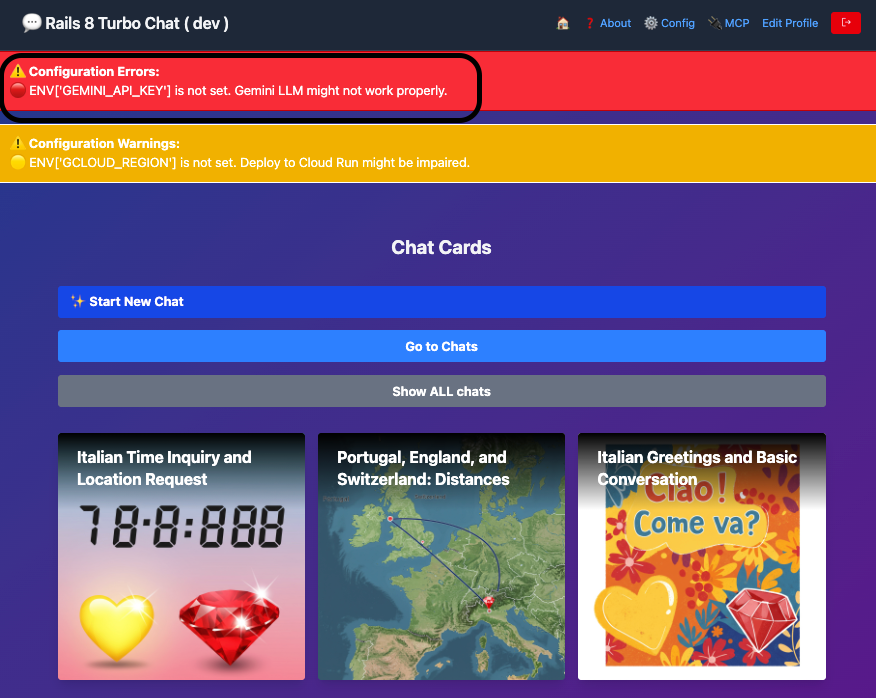 💬 Rails 8 Turbo Chat ( dev )
🏠 ❓ About ⚙️ Config 🔌 MCP Edit Profile
⚠️ Configuration Errors:
🔴 ENV['GEMINI_API_KEY'] is not set. Gemini LLM might not work properly.
⚠️ Configuration Warnings:
🟡 ENV['GCLOUD_REGION'] is not set. Deploy to Cloud Run might be impaired.
Chat Cards
✨ Start New Chat
Go to Chats
Show ALL chats
Italian Time Inquiry and
Location Request
78·8:888
Portugal, England, and
Switzerland: Distances
Italian Greetings and Basic
Conversation
Ciao!
Come va?